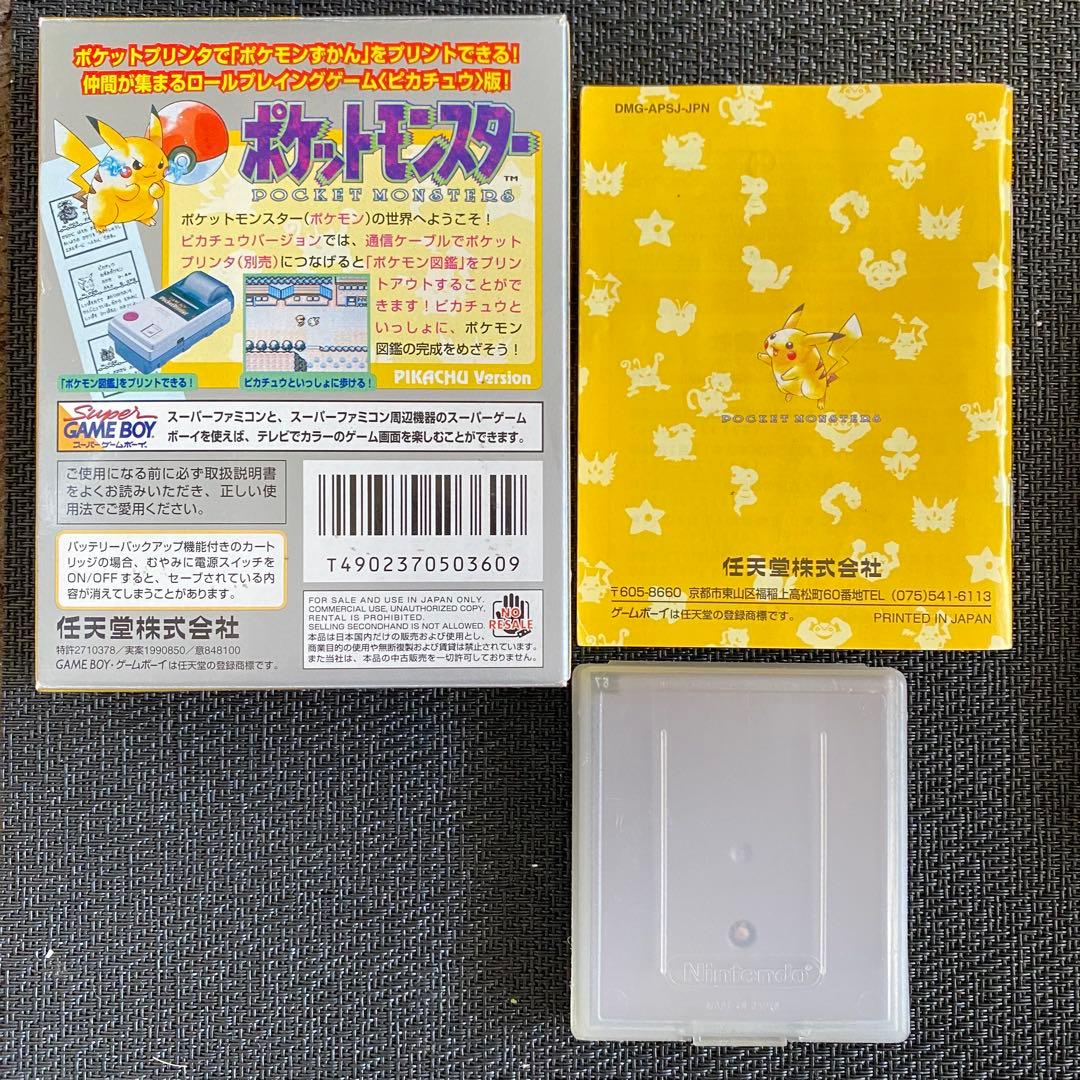 ポケットプリンタで「ポケモンずかん」をプリントできる!
仲間が集まるロールプレイングゲーム〈ピカチュウ〉版!
ポケットモンスター
TM
POCKET MONSTERS
ポケットモンスター(ポケモン)の世界へようこそ!
ピカチュウバージョンでは、通信ケーブルでポケット
プリンタ(別売)につなげると「ポケモン図鑑」をプリン
トアウトすることがで
きます!ピカチュウと
いっしょに、ポケモン
図鑑の完成をめざそう!
「ポケモン図鑑」をプリントできる!
ピカチュウといっしょに歩ける!
PIKACHU Version
Super
GAME BOY
スーパーゲームボーイ
スーパーファミコンと、スーパーファミコン周辺機器のスーパーゲーム
ボーイを使えば、テレビでカラーのゲーム画面を楽しむことができます。
ご使用になる前に必ず取扱説明書
をよくお読みいただき、正しい使
用法でご愛用ください。
バッテリーバックアップ機能付きのカート
リッジの場合、むやみに電源スイッチを
ON/OFFすると、セーブされている内
容が消えてしまうことがあります。
T4902370503609
任天堂株式会社
特許2710378/実案1990850/意848100
GAME BOY・ゲームボーイは任天堂の登録商標です。
FOR SALE AND USE IN JAPAN ONLY.
COMMERCIAL USE, UNAUTHORIZED COPY,
RENTAL IS PROHIBITED.
SELLING SECONDHAND IS NOT ALLOWED.
本品は日本国内だけの販売および使用とし、
商業目的の使用や無断複製および賃貸は禁止されています。
また当社は、本品の中古販売を一切許可しておりません。
NO
RESALE
DMG-APSJ-JPN
POCKET MONSTERS
任天堂株式会社
〒605-8660 京都市東山区福稲上高松町60番地TEL (075)541-6113
ゲームボーイは任天堂の登録商標です。
PRINTED IN JAPAN
67
Nintendo
MADE IN JAPAN